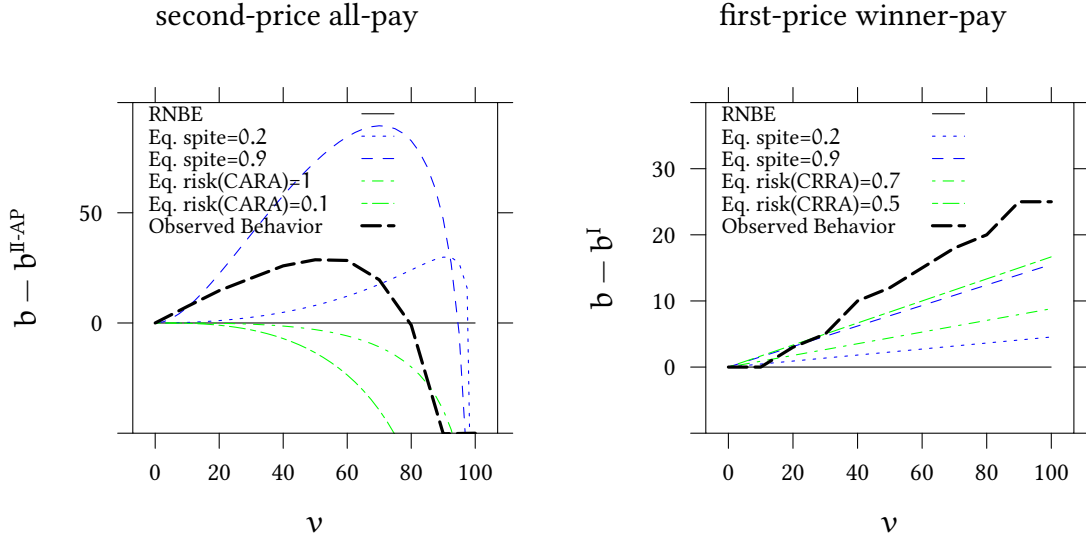 second-price all-pay
RNBE
Eq. spite=0.2
Eq. spite=0.9
Eq. risk(CARA)=1
Eq. risk(CARA)=0.1
Observed Behavior
50
0
b − b^II-AP
0 20 40 60 80 100
v
first-price winner-pay
RNBE
Eq. spite=0.2
Eq. spite=0.9
Eq. risk(CRRA)=0.7
Eq. risk(CRRA)=0.5
Observed Behavior
30
20
10
0
b − b^I
0 20 40 60 80 100
v